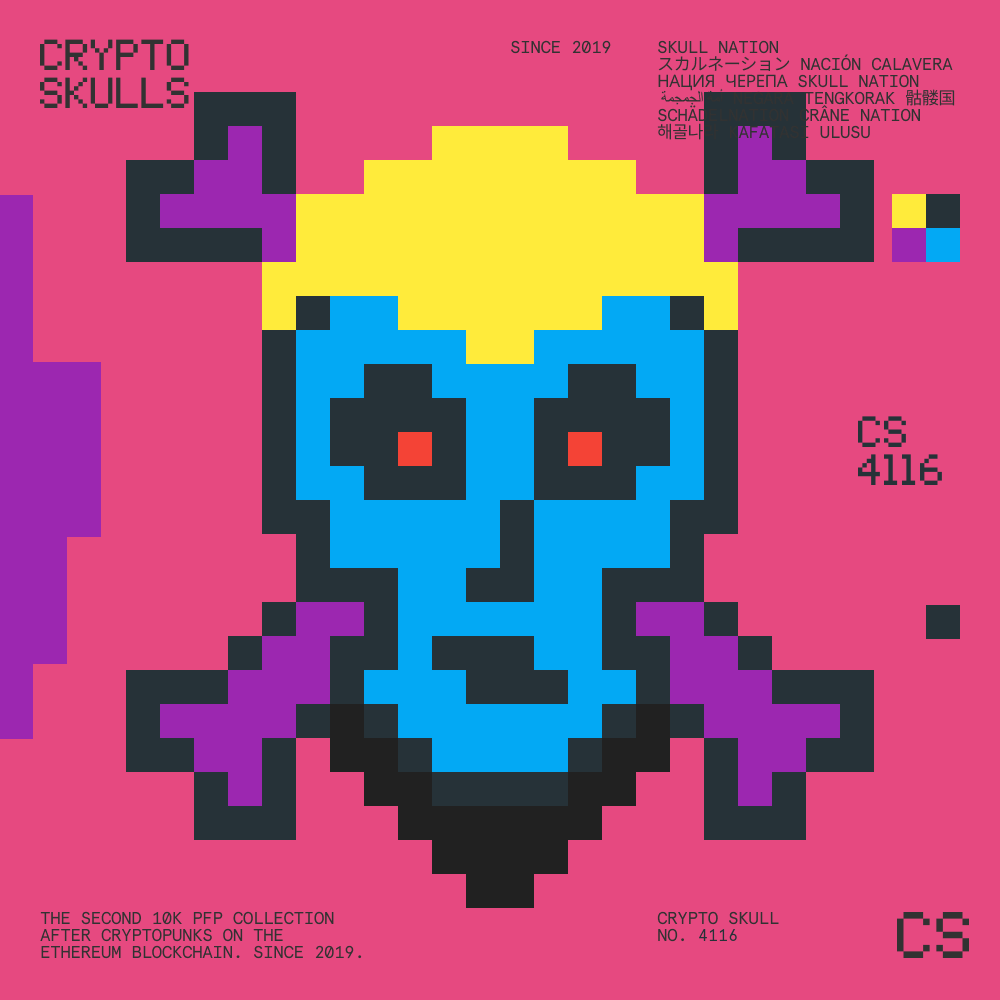 CRYPTO
SKULLS
SINCE 2019
SKULL NATION
スカルネーション NACIÓN CALAVERA
НАЦИЯ ЧЕРЕПА SKULL NATION
TENGKORAK 骷髅国
CRÂNE NATION
ULUSU
CS
4116
THE SECOND 10K PFP COLLECTION
AFTER CRYPTOPUNKS ON THE
ETHEREUM BLOCKCHAIN. SINCE 2019.
CRYPTO SKULL
NO. 4116
CS